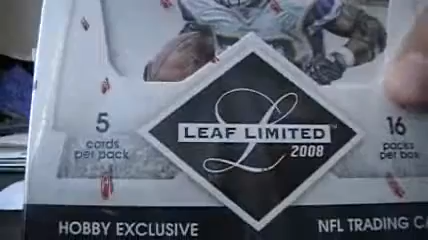 5
cards
per pack
L
LEAF LIMITED
2008
16
packs
per box
HOBBY EXCLUSIVE
NFL TRADING CA